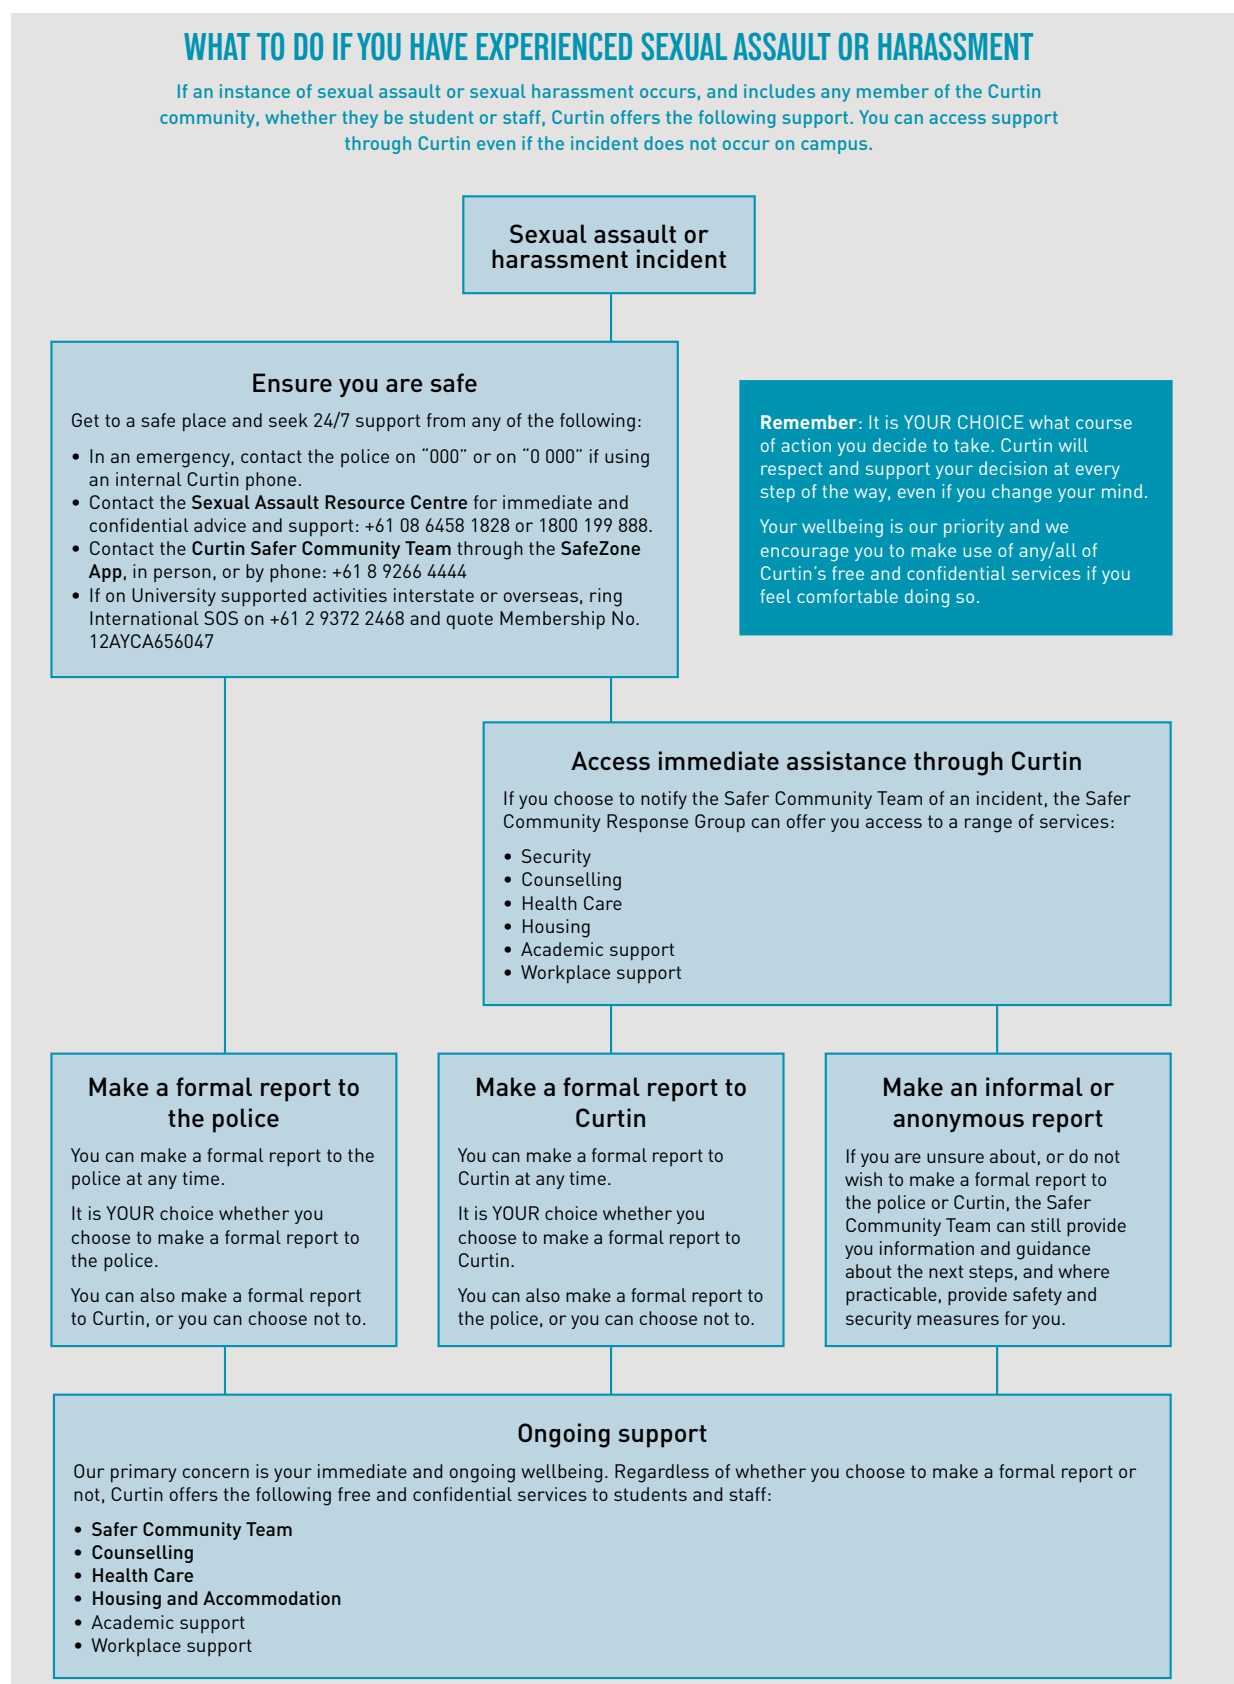 WHAT TO DO IF YOU HAVE EXPERIENCED SEXUAL ASSAULT OR HARASSMENT
If an instance of sexual assault or sexual harassment occurs, and includes any member of the Curtin
community, whether they be student or staff, Curtin offers the following support. You can access support
through Curtin even if the incident does not occur on campus.
Sexual assault or
harassment incident
Ensure you are safe
Get to a safe place and seek 24/7 support from any of the following:
• In an emergency, contact the police on “000” or on “0 000” if using
an internal Curtin phone.
• Contact the Sexual Assault Resource Centre for immediate and
confidential advice and support: +61 08 6458 1828 or 1800 199 888.
• Contact the Curtin Safer Community Team through the SafeZone
App, in person, or by phone: +61 8 9266 4444
• If on University supported activities interstate or overseas, ring
International SOS on +61 2 9372 2468 and quote Membership No.
12AYCA656047
Remember: It is YOUR CHOICE what course
of action you decide to take. Curtin will
respect and support your decision at every
step of the way, even if you change your mind.
Your wellbeing is our priority and we
encourage you to make use of any/all of
Curtin’s free and confidential services if you
feel comfortable doing so.
Access immediate assistance through Curtin
If you choose to notify the Safer Community Team of an incident, the Safer
Community Response Group can offer you access to a range of services:
• Security
• Counselling
• Health Care
• Housing
• Academic support
• Workplace support
Make a formal report to
the police
You can make a formal report to the
police at any time.
It is YOUR choice whether you
choose to make a formal report to
the police.
You can also make a formal report
to Curtin, or you can choose not to.
Make a formal report to
Curtin
You can make a formal report to
Curtin at any time.
It is YOUR choice whether you
choose to make a formal report to
Curtin.
You can also make a formal report to
the police, or you can choose not to.
Make an informal or
anonymous report
If you are unsure about, or do not
wish to make a formal report to
the police or Curtin, the Safer
Community Team can still provide
you information and guidance
about the next steps, and where
practicable, provide safety and
security measures for you.
Ongoing support
Our primary concern is your immediate and ongoing wellbeing. Regardless of whether you choose to make a formal report or
not, Curtin offers the following free and confidential services to students and staff:
• Safer Community Team
• Counselling
• Health Care
• Housing and Accommodation
• Academic support
• Workplace support